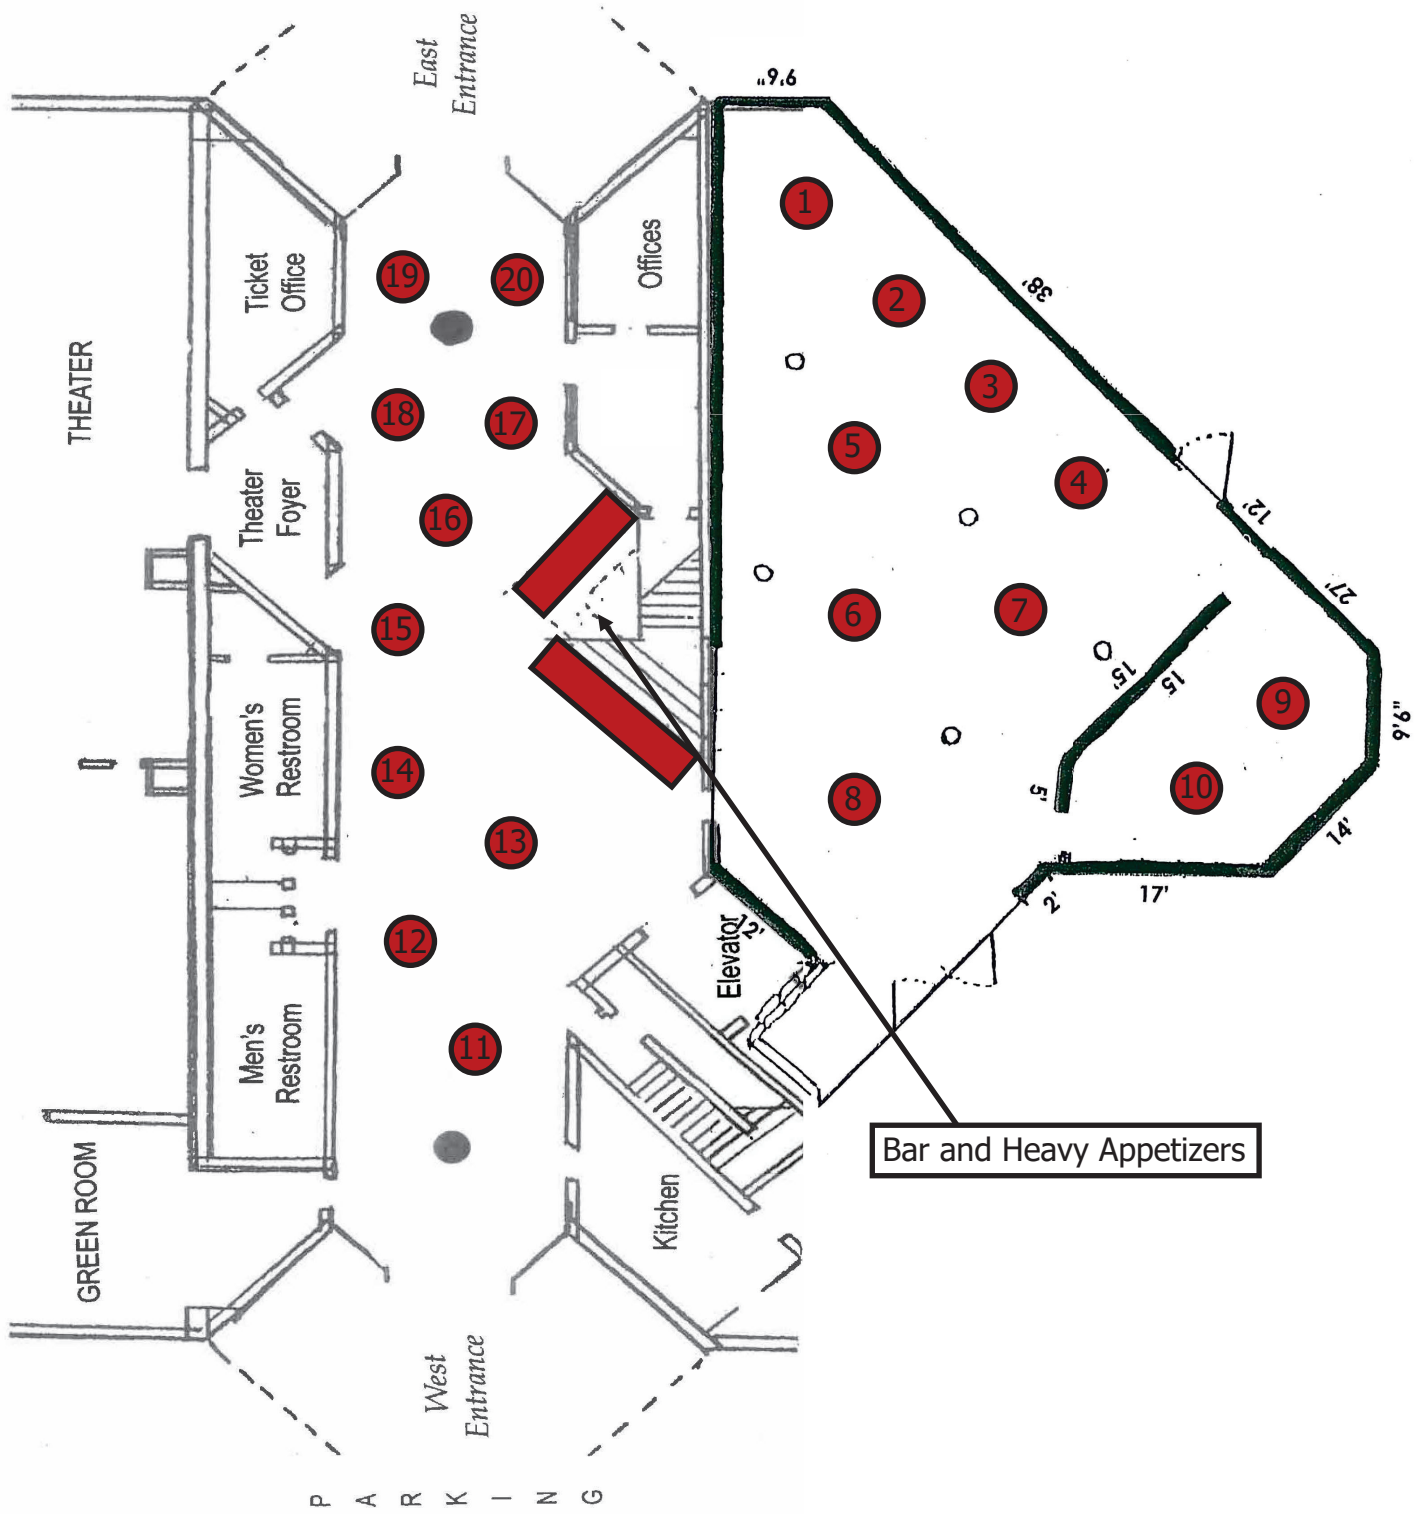 East
Entrance
9'6"
1
Ticket
Office
19
20
Offices
2
38'
THEATER
3
18
17
5
4
Theater
Foyer
16
12'
27'
15
6
7
15'
15
Women's
Restroom
9
9'6"
14
8
10
5'
14'
13
17'
2'
12
12'
Elevator
Men's
Restroom
11
Bar and Heavy Appetizers
GREEN ROOM
Kitchen
West
Entrance
PARKING